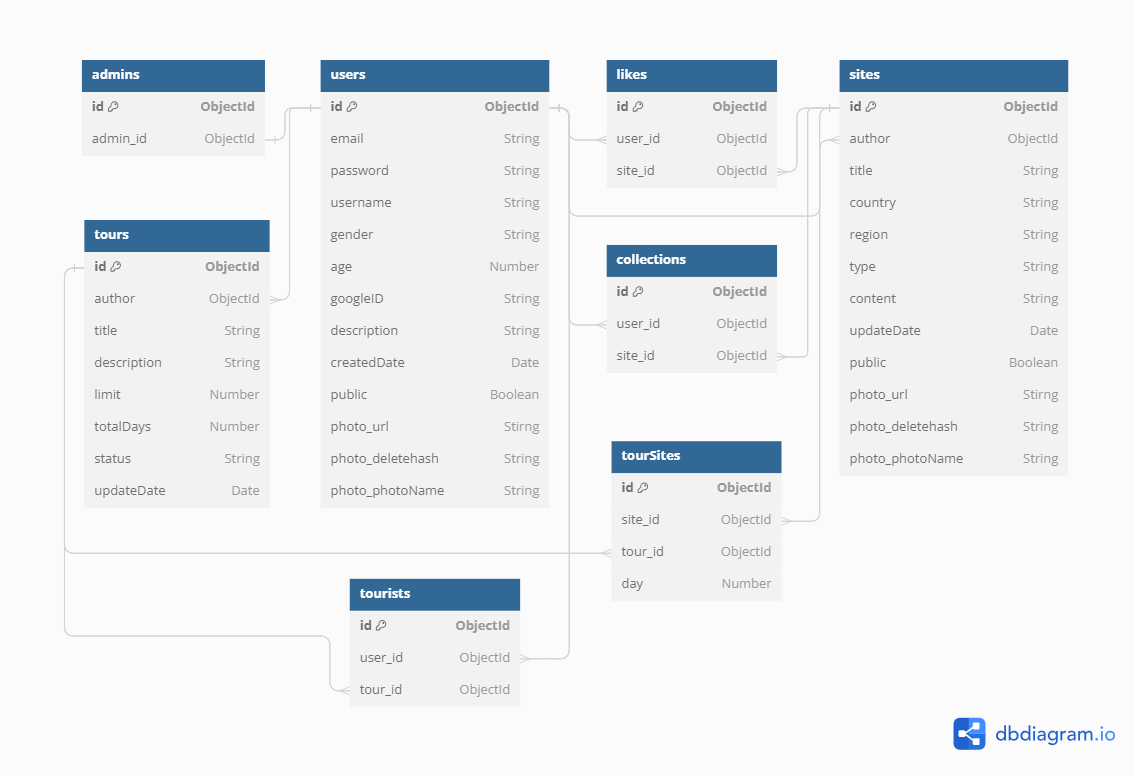 admins
id ObjectId
admin_id ObjectId
users
id ObjectId
email String
password String
username String
gender String
age Number
googleID String
description String
createdDate Date
public Boolean
photo_url Stirng
photo_deletehash String
photo_photoName String
likes
id ObjectId
user_id ObjectId
site_id ObjectId
sites
id ObjectId
author ObjectId
title String
country String
region String
type String
content String
updateDate Date
public Boolean
photo_url Stirng
photo_deletehash String
photo_photoName String
tours
id ObjectId
author ObjectId
title String
description String
limit Number
totalDays Number
status String
updateDate Date
collections
id ObjectId
user_id ObjectId
site_id ObjectId
tourSites
id ObjectId
site_id ObjectId
tour_id ObjectId
day Number
tourists
id ObjectId
user_id ObjectId
tour_id ObjectId
dbdiagram.io